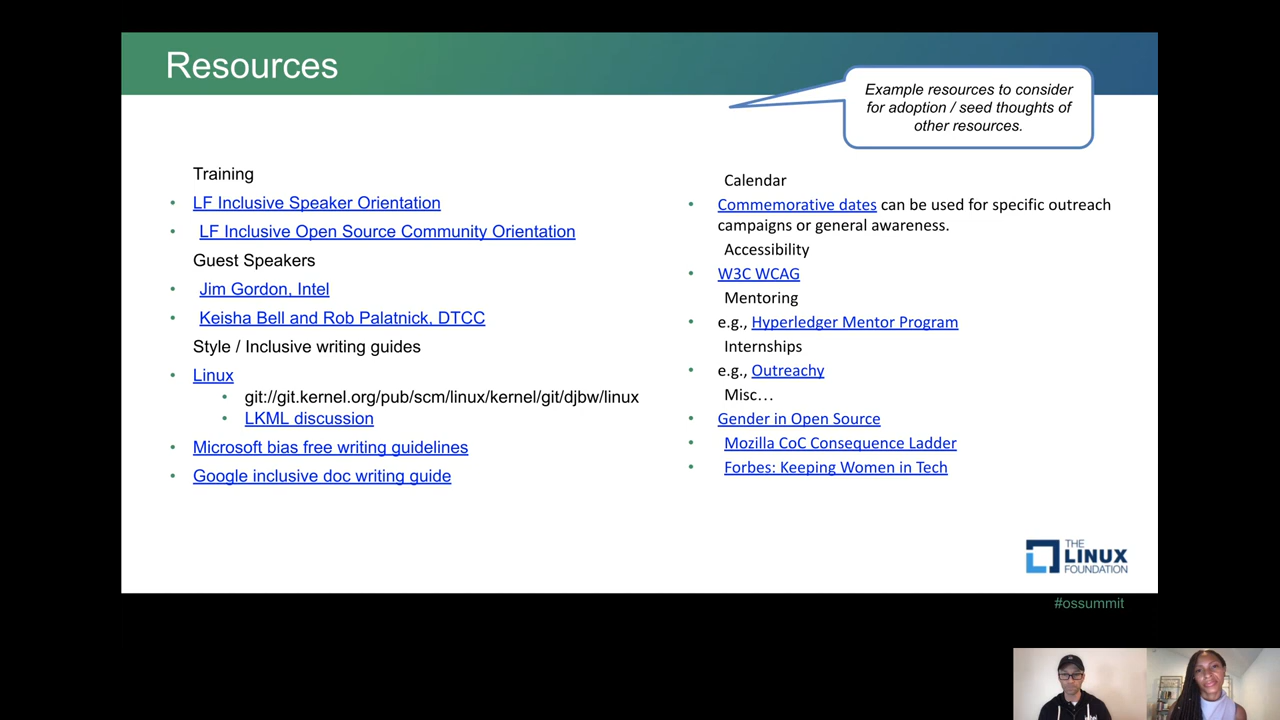 Resources
Example resources to consider
for adoption / seed thoughts of
other resources.
Training
LF Inclusive Speaker Orientation
LF Inclusive Open Source Community Orientation
Guest Speakers
Jim Gordon, Intel
Keisha Bell and Rob Palatnick, DTCC
Style / Inclusive writing guides
Linux
git://git.kernel.org/pub/scm/linux/kernel/git/djbw/linux
LKML discussion
Microsoft bias free writing guidelines
Google inclusive doc writing guide
Calendar
Commemorative dates can be used for specific outreach
campaigns or general awareness.
Accessibility
W3C WCAG
Mentoring
e.g., Hyperledger Mentor Program
Internships
e.g., Outreachy
Misc…
Gender in Open Source
Mozilla CoC Consequence Ladder
Forbes: Keeping Women in Tech
THE
LINUX
FOUNDATION
#ossummit